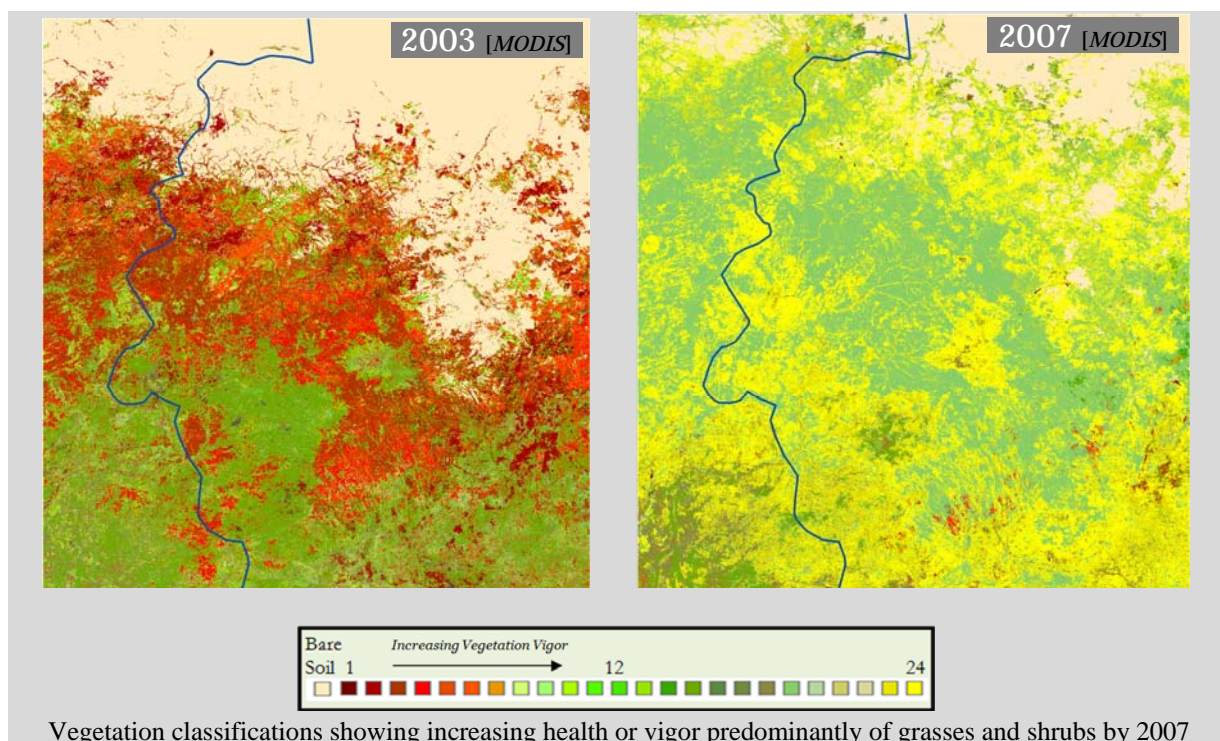 2003 [MODIS]
2007 [MODIS]
Bare Increasing Vegetation Vigor
Soil 1 12 24
Vegetation classifications showing increasing health or vigor predominantly of grasses and shrubs by 2007